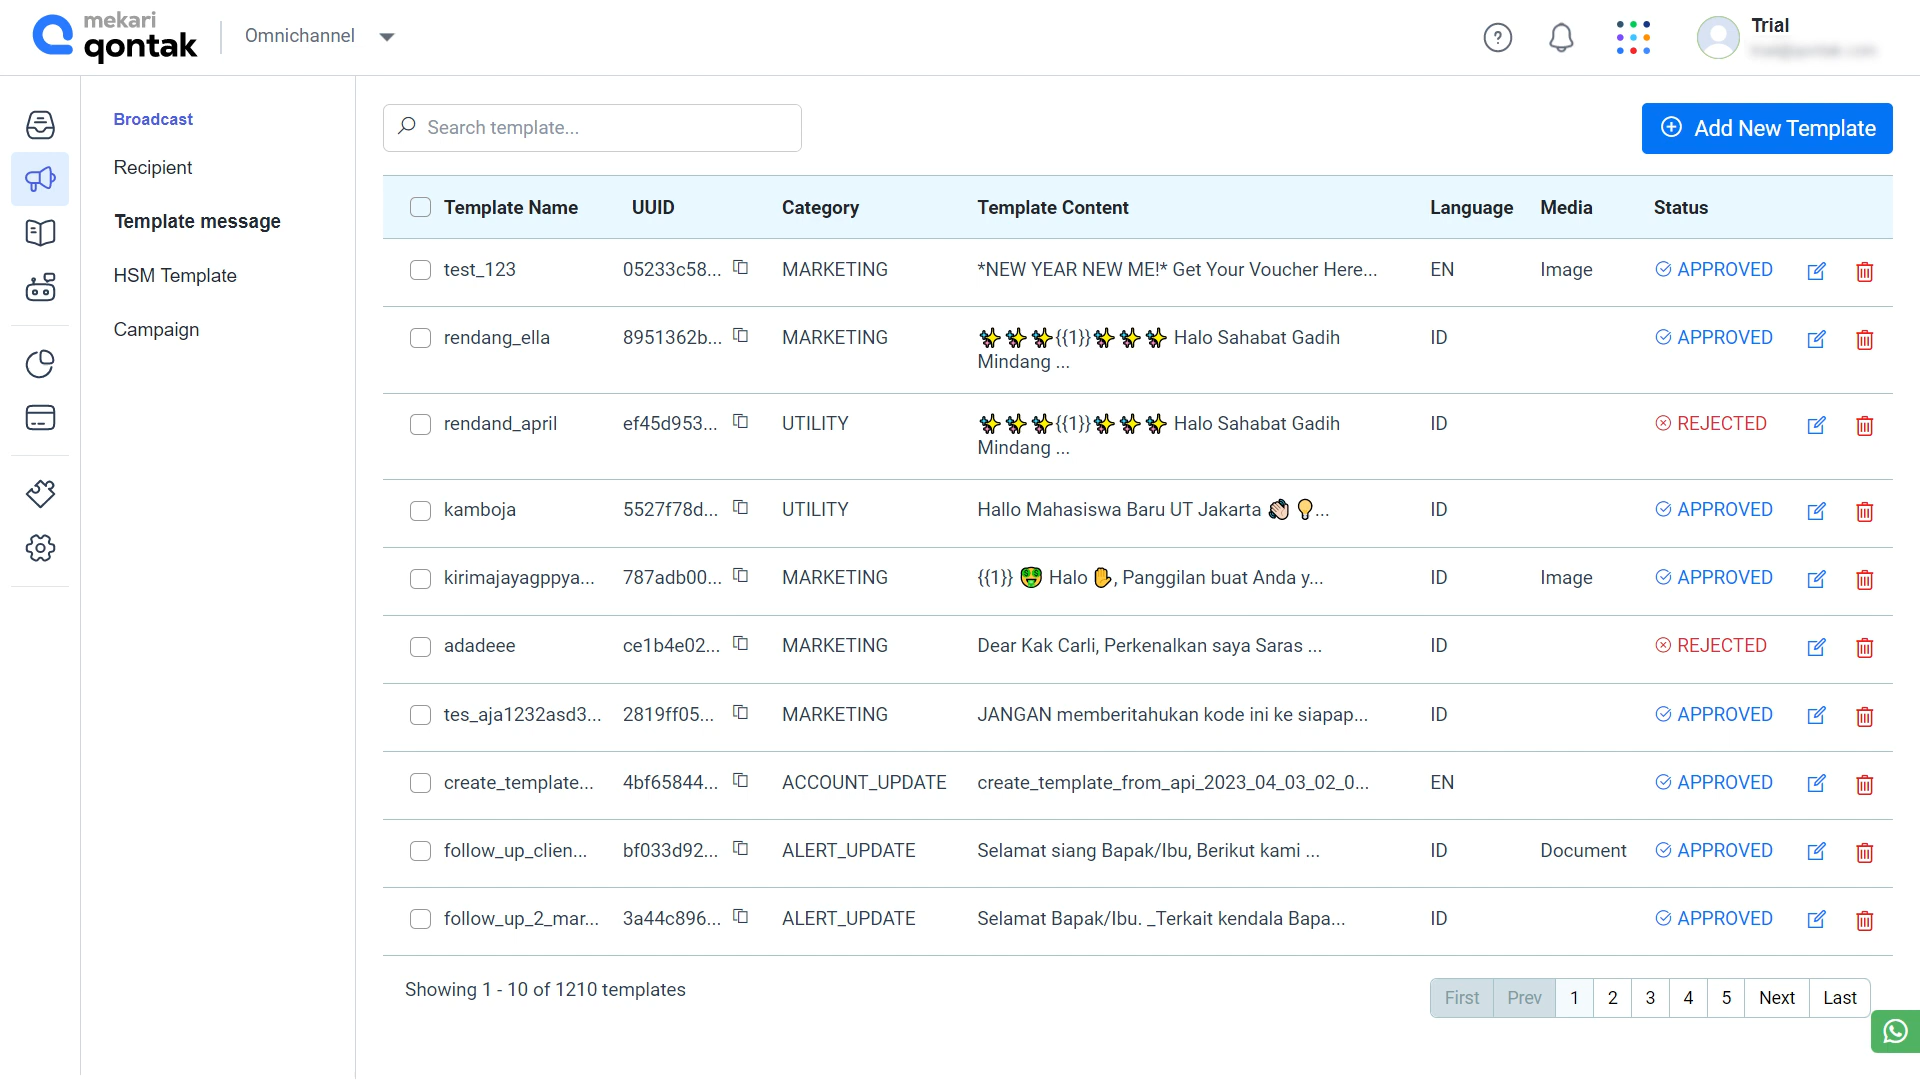 mekari
qontak
Omnichannel
Trial
Broadcast
Recipient
Template message
HSM Template
Campaign
Search template...
Add New Template
Template Name UUID Category Template Content Language Media Status
test_123 05233c58... MARKETING *NEW YEAR NEW ME!* Get Your Voucher Here... EN Image APPROVED
rendang_ella 8951362b... MARKETING ✨✨✨{{1}}✨✨✨ Halo Sahabat Gadih ID APPROVED
Mindang ...
rendand_april ef45d953... UTILITY ✨✨✨{{1}}✨✨✨ Halo Sahabat Gadih ID REJECTED
Mindang ...
kamboja 5527f78d... UTILITY Hallo Mahasiswa Baru UT Jakarta 👏💡... ID APPROVED
kirimajayagppya... 787adb00... MARKETING {{1}} 🤑 Halo ✋, Panggilan buat Anda y... ID Image APPROVED
adadeee ce1b4e02... MARKETING Dear Kak Carli, Perkenalkan saya Saras ... ID REJECTED
tes_aja1232asd3... 2819ff05... MARKETING JANGAN memberitahukan kode ini ke siapap... ID APPROVED
create_template... 4bf65844... ACCOUNT_UPDATE create_template_from_api_2023_04_03_02_0... EN APPROVED
follow_up_clien... bf033d92... ALERT_UPDATE Selamat siang Bapak/Ibu, Berikut kami ... ID Document APPROVED
follow_up_2_mar... 3a44c896... ALERT_UPDATE Selamat Bapak/Ibu. _Terkait kendala Bapa... ID APPROVED
Showing 1 - 10 of 1210 templates
First Prev 1 2 3 4 5 Next Last